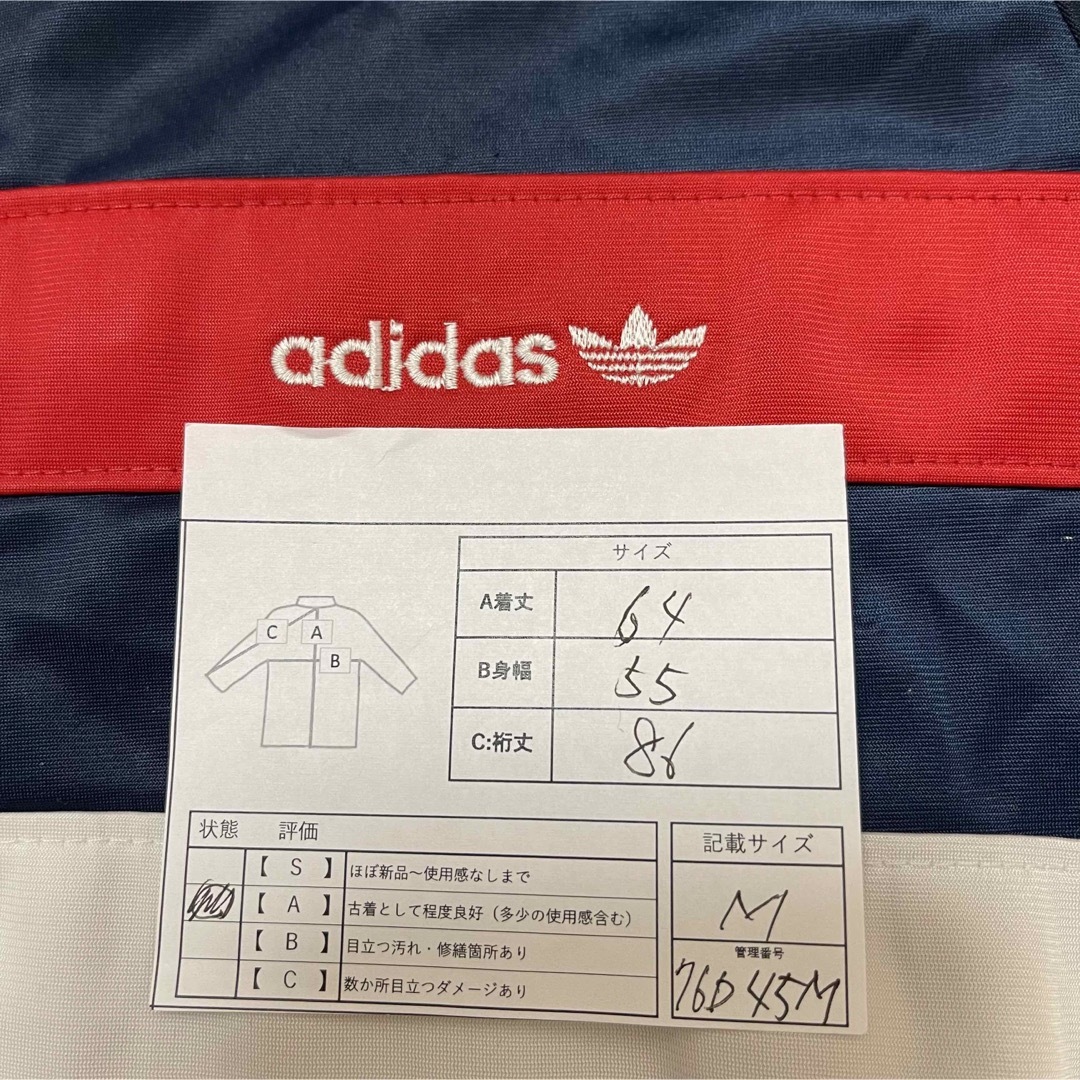 adidas
サイズ
A着丈 64
B身幅 55
C:裄丈 86
C A B
状態 評価
【 S 】 ほぼ新品~使用感なしまで
【 A 】 古着として程度良好(多少の使用感含む)
【 B 】 目立つ汚れ・修繕箇所あり
【 C 】 数か所目立つダメージあり
記載サイズ
M
管理番号
76D 45M